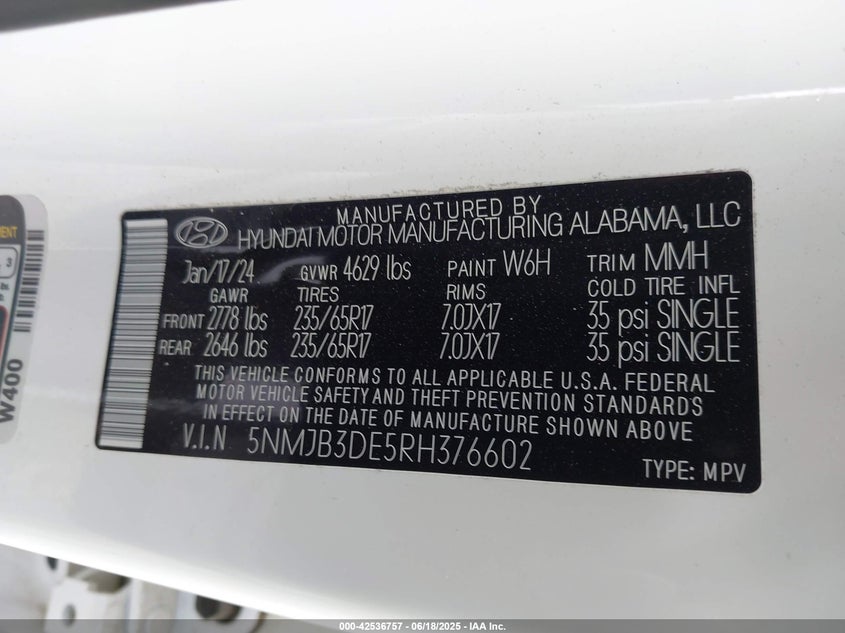 MANUFACTURED BY
HYUNDAI MOTOR MANUFACTURING ALABAMA, LLC
Jan/17/24 GVWR 4629 lbs PAINT W6H TRIM MMH
GAWR TIRES RIMS COLD TIRE INFL
FRONT 2778 lbs 235/65R17 7.0JX17 35 psi SINGLE
REAR 2646 lbs 235/65R17 7.0JX17 35 psi SINGLE
THIS VEHICLE CONFORMS TO ALL APPLICABLE U.S.A. FEDERAL
MOTOR VEHICLE SAFETY AND THEFT PREVENTION STANDARDS
IN EFFECT ON THE DATE OF MANUFACTURE SHOWN ABOVE
V.I.N 5NMJB3DE5RH376602
TYPE: MPV
W400
000-42536757 - 06/18/2025 - IAA Inc.